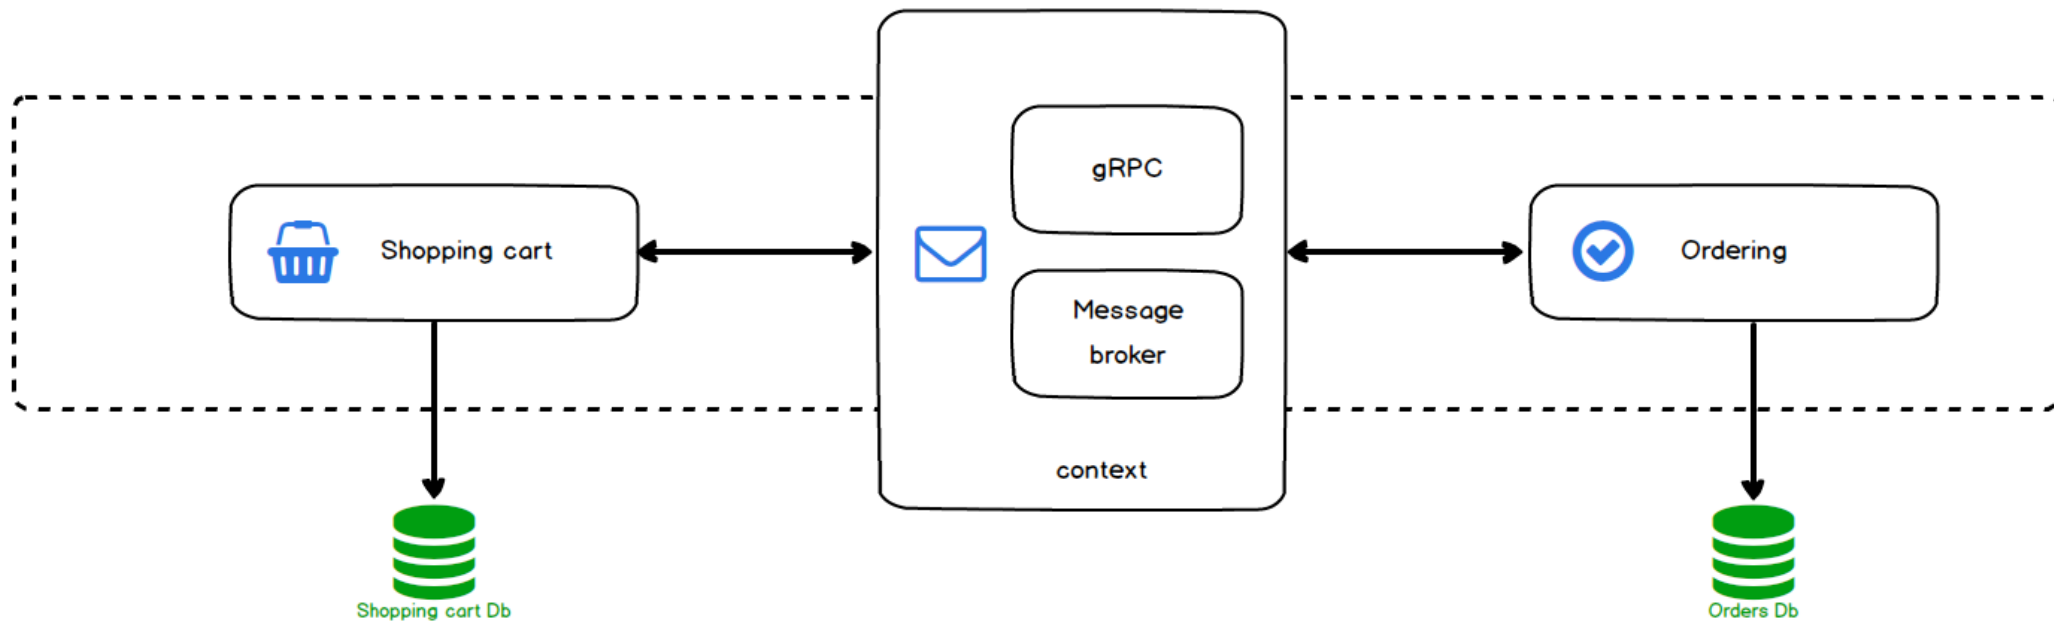 gRPC
Shopping cart
Ordering
Message
broker
context
Shopping cart Db
Orders Db